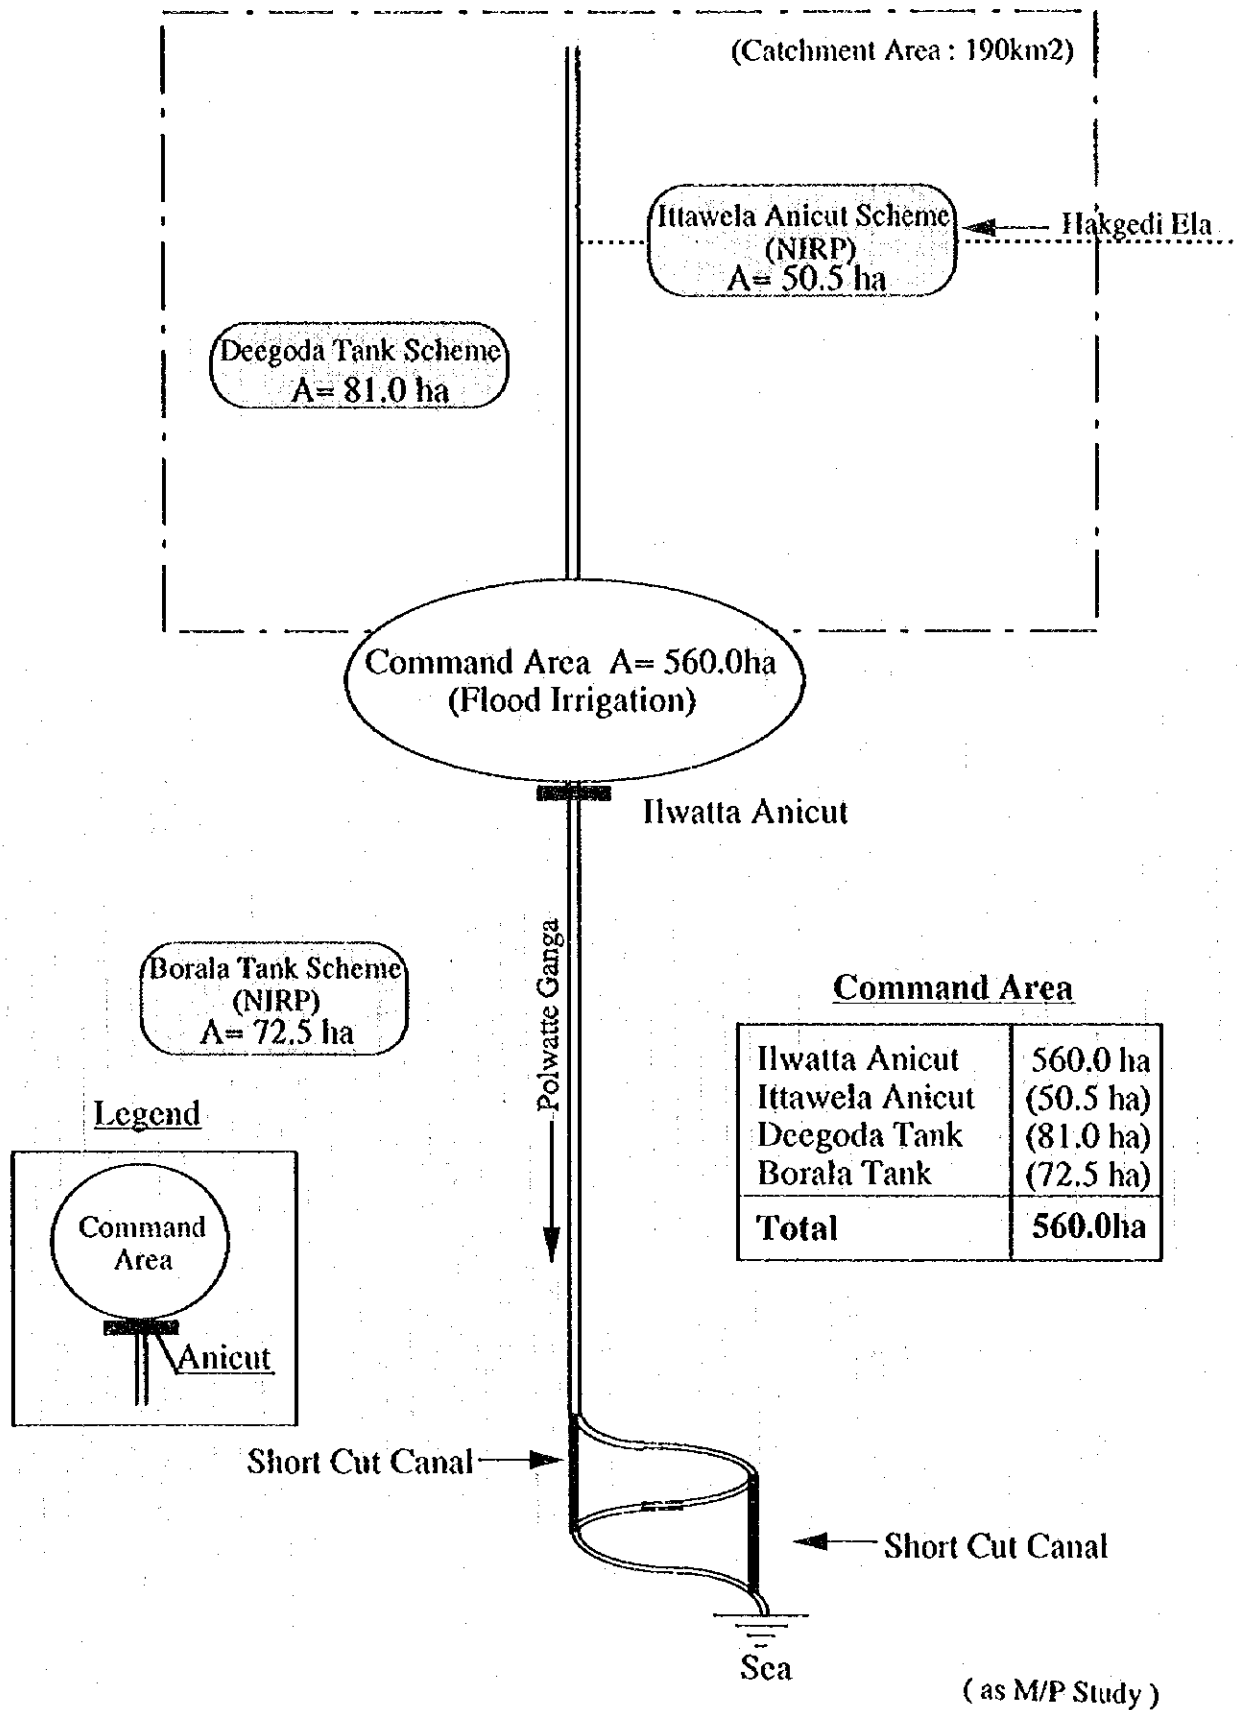 (Catchment Area : 190km2)
Ittawela Anicut Scheme
(NIRP)
A= 50.5 ha
Hakgedi Ela
Deegoda Tank Scheme
A= 81.0 ha
Command Area A= 560.0ha
(Flood Irrigation)
Ilwatta Anicut
Polwatte Ganga
Borala Tank Scheme
(NIRP)
A= 72.5 ha
Command Area
Ilwatta Anicut 560.0 ha
Ittawela Anicut (50.5 ha)
Deegoda Tank (81.0 ha)
Borala Tank (72.5 ha)
Total 560.0ha
Legend
Command
Area
Anicut
Short Cut Canal
Short Cut Canal
Sea
( as M/P Study )